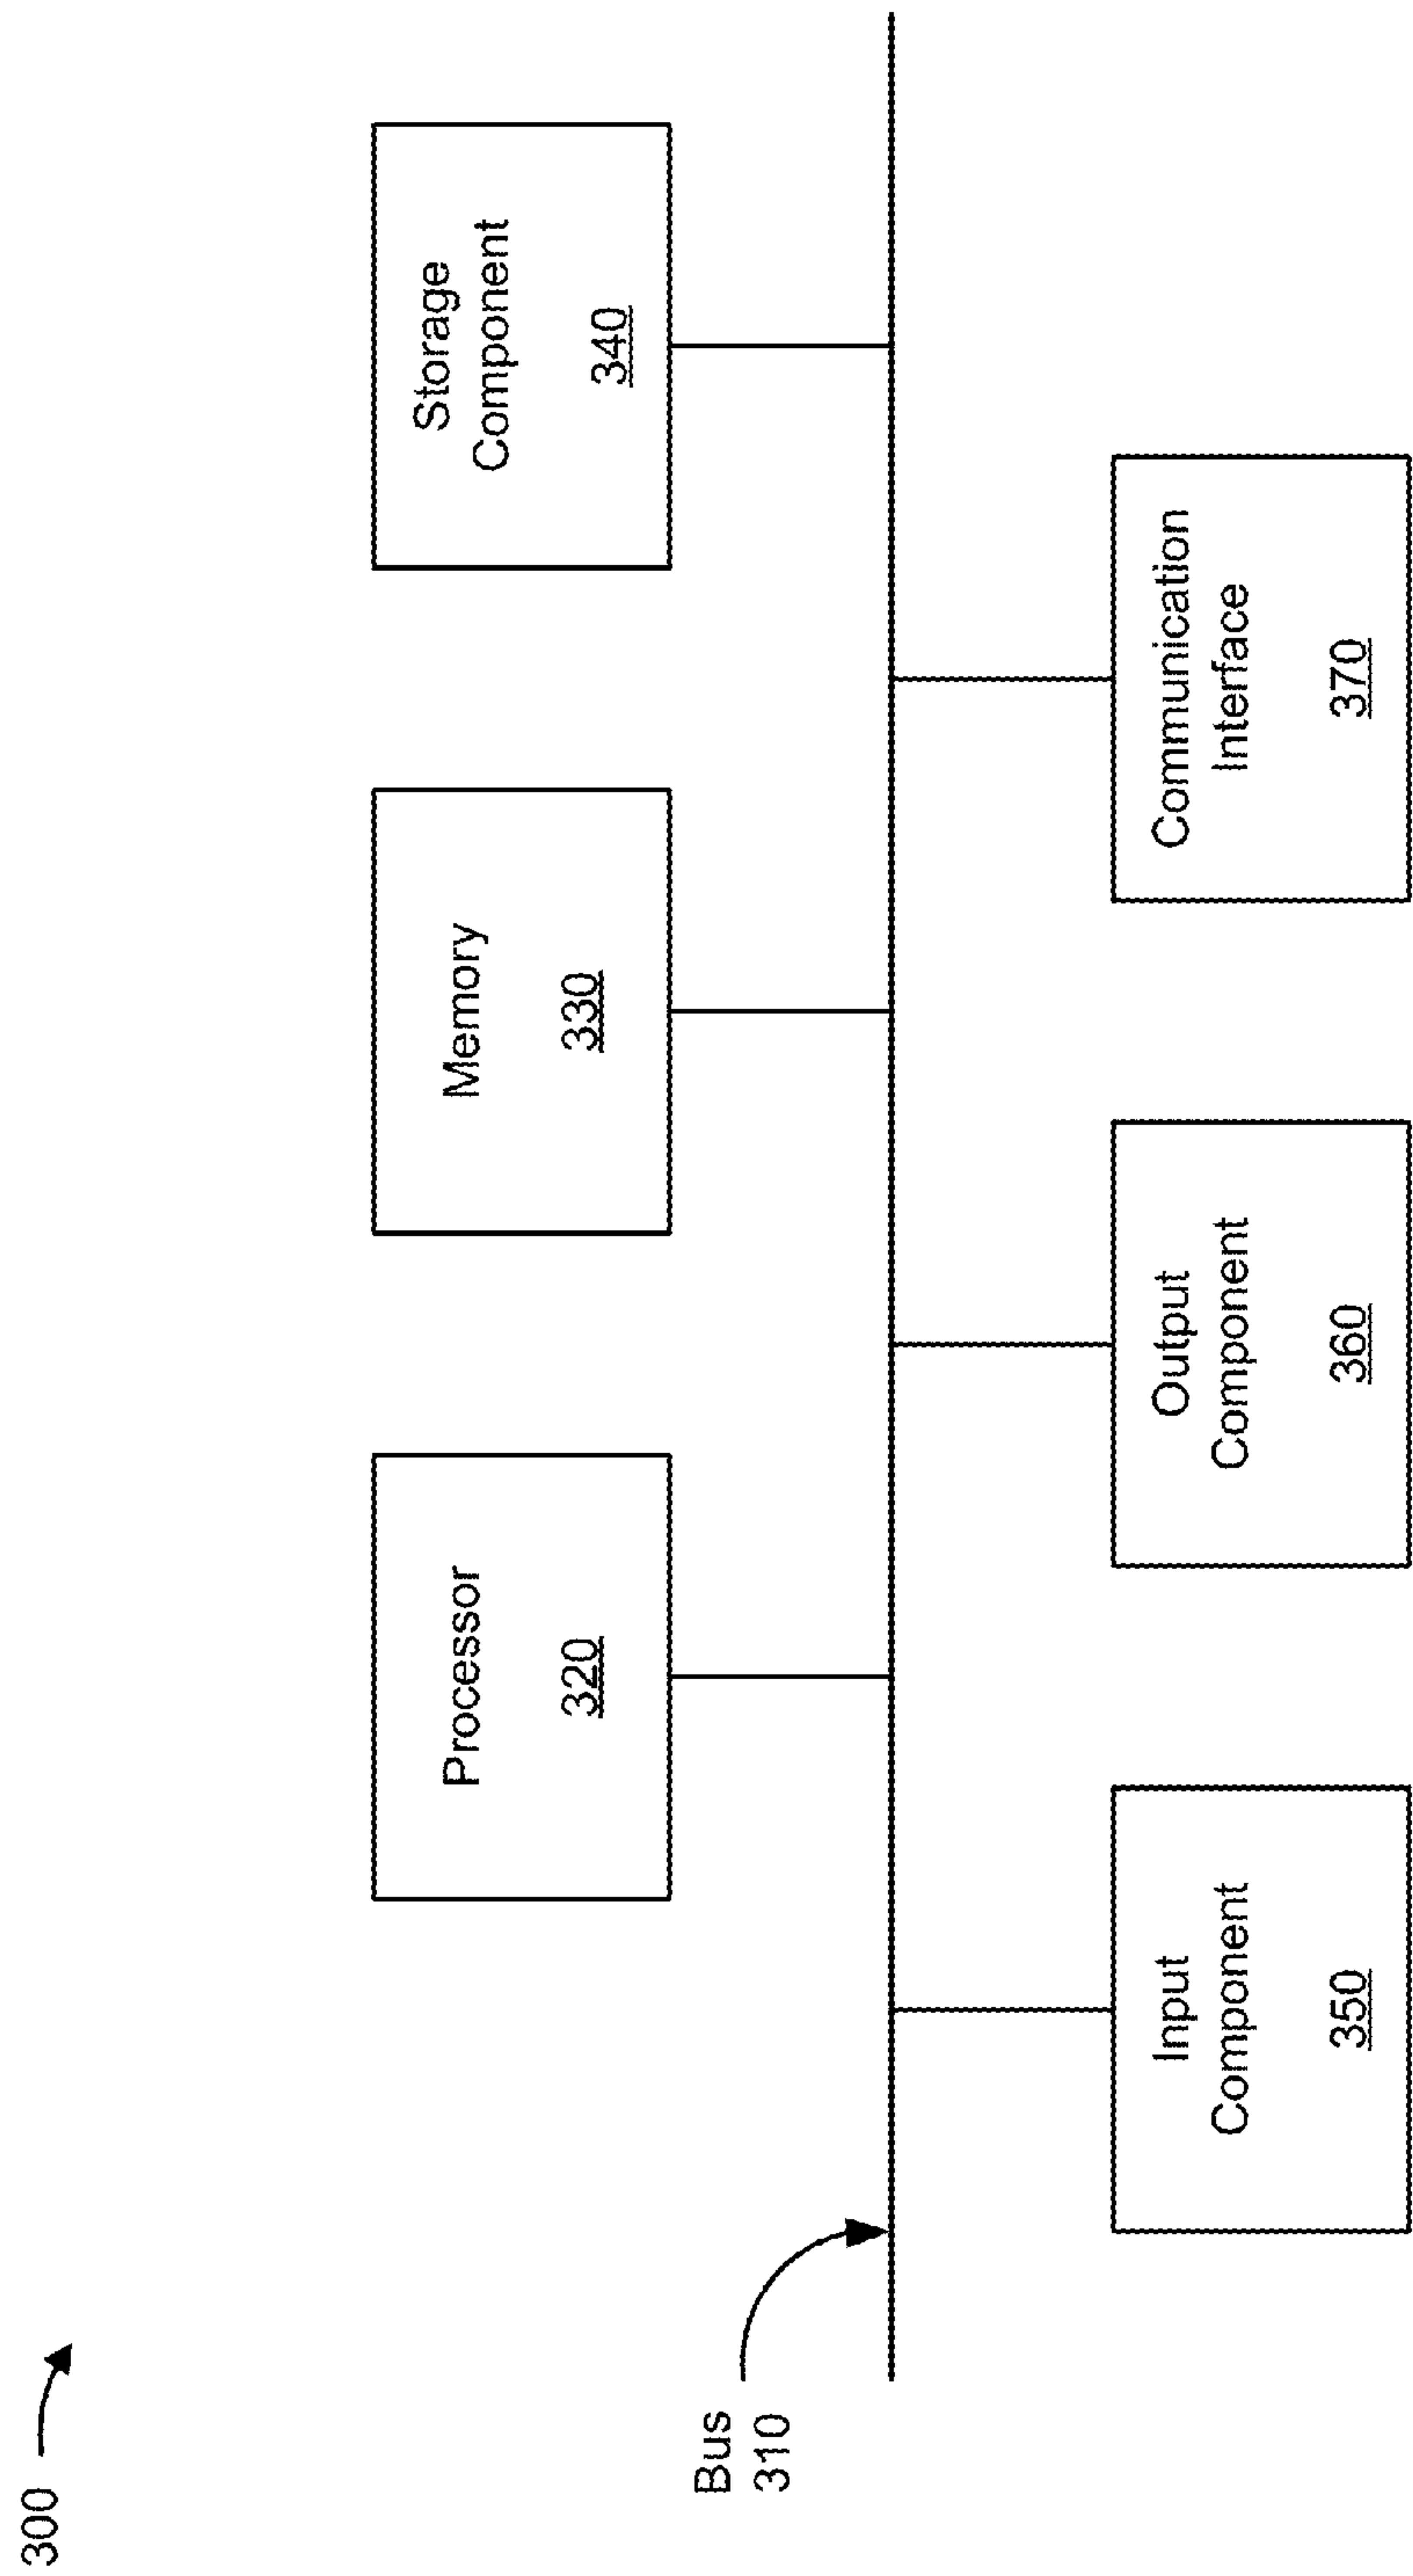 300
Processor
320
Memory
330
Storage
Component
340
Bus
310
Input
Component
350
Output
Component
360
Communication
Interface
370